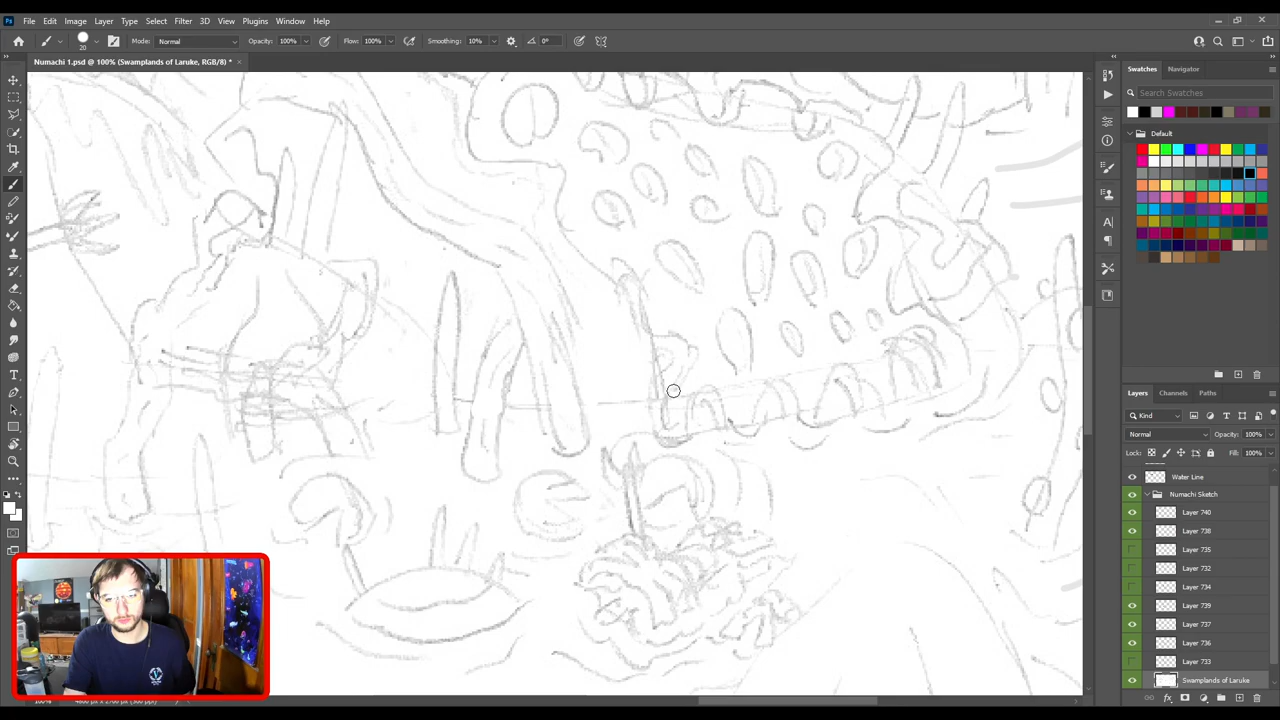 Ps File Edit Image Layer Type Select Filter 3D View Plugins Window Help
20 Mode: Normal Opacity: 100% Flow: 100% Smoothing: 10% 0°
Numachi 1.psd @ 100% (Swamplands of Laruke, RGB/8) *
Swatches Navigator
Search Swatches
Default
Layers Channels Paths
Kind
Normal Opacity: 100%
Lock: Fill: 100%
Water Line
Numachi Sketch
Layer 740
Layer 738
Layer 735
Layer 732
Layer 734
Layer 739
Layer 737
Layer 736
Layer 733
Swamplands of Laruke